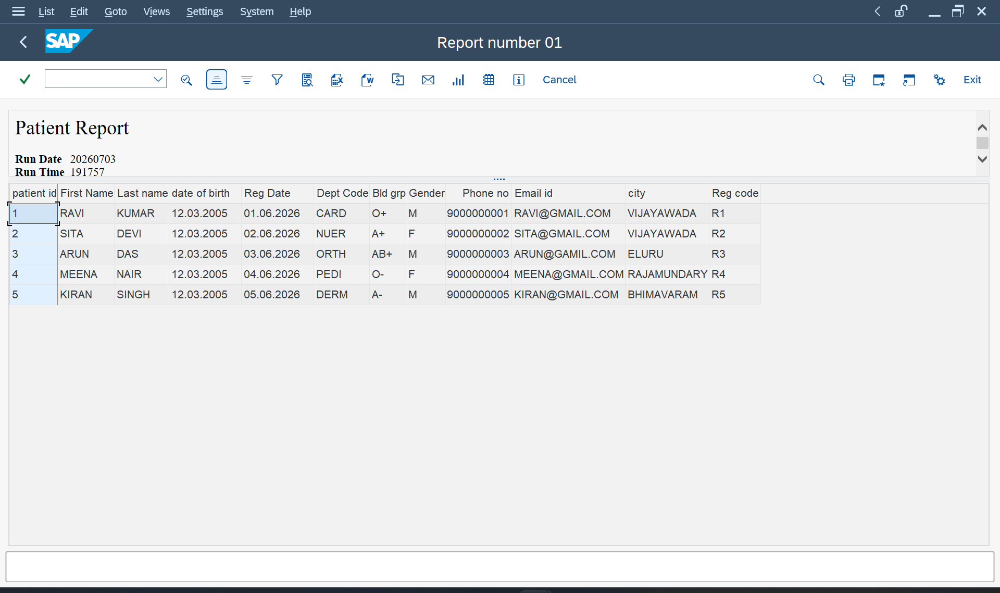 List Edit Goto Views Settings System Help
SAP Report number 01
Cancel Exit
Patient Report
Run Date 20260703
Run Time 191757
patient id First Name Last name date of birth Reg Date Dept Code Bld grp Gender Phone no Email id city Reg code
1 RAVI KUMAR 12.03.2005 01.06.2026 CARD O+ M 9000000001 RAVI@GMAIL.COM VIJAYAWADA R1
2 SITA DEVI 12.03.2005 02.06.2026 NUER A+ F 9000000002 SITA@GMAIL.COM VIJAYAWADA R2
3 ARUN DAS 12.03.2005 03.06.2026 ORTH AB+ M 9000000003 ARUN@GAMIL.COM ELURU R3
4 MEENA NAIR 12.03.2005 04.06.2026 PEDI O- F 9000000004 MEENA@GMAIL.COM RAJAMUNDARY R4
5 KIRAN SINGH 12.03.2005 05.06.2026 DERM A- M 9000000005 KIRAN@GMAIL.COM BHIMAVARAM R5